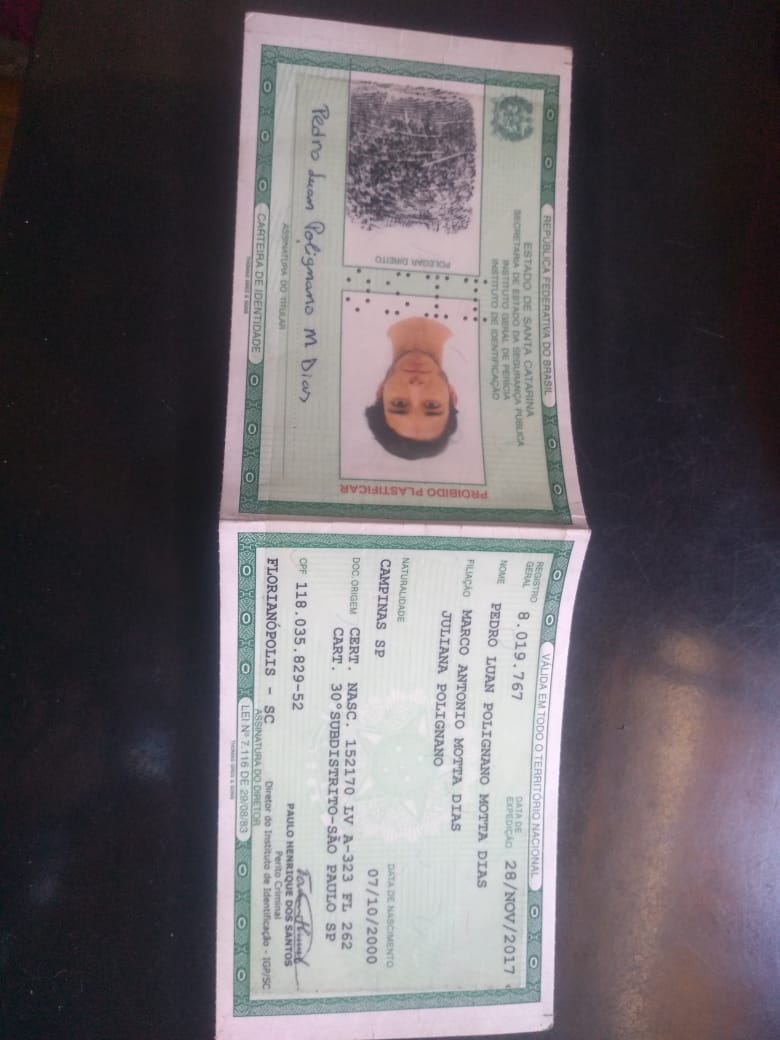 REPÚBLICA FEDERATIVA DO BRASIL
ESTADO DE SANTA CATARINA
SECRETARIA DE ESTADO DA SEGURANÇA PÚBLICA
INSTITUTO GERAL DE PERÍCIA
INSTITUTO DE IDENTIFICAÇÃO
POLEGAR DIREITO
PROIBIDO PLASTIFICAR
Pedro Luan Polignano M Dias
ASSINATURA DO TITULAR
CARTEIRA DE IDENTIDADE
THOMAS GREG & SONS
VÁLIDA EM TODO O TERRITÓRIO NACIONAL
REGISTRO GERAL 8.019.767 DATA DE EXPEDIÇÃO 28/NOV/2017
NOME PEDRO LUAN POLIGNANO MOTTA DIAS
FILIAÇÃO MARCO ANTONIO MOTTA DIAS
JULIANA POLIGNANO
NATURALIDADE DATA DE NASCIMENTO
CAMPINAS SP 07/10/2000
DOC. ORIGEM CERT. NASC. 152170 LV A-323 FL 262
CART. 30°SUBDISTRITO-SÃO PAULO SP
CPF 118.035.829-52
PAULO HENRIQUE DOS SANTOS
Perito Criminal
FLORIANÓPOLIS - SC Diretor do Instituto de Identificação - IGP/SC
ASSINATURA DO DIRETOR
LEI Nº 7.116 DE 29/08/83
THOMAS GREG & SONS